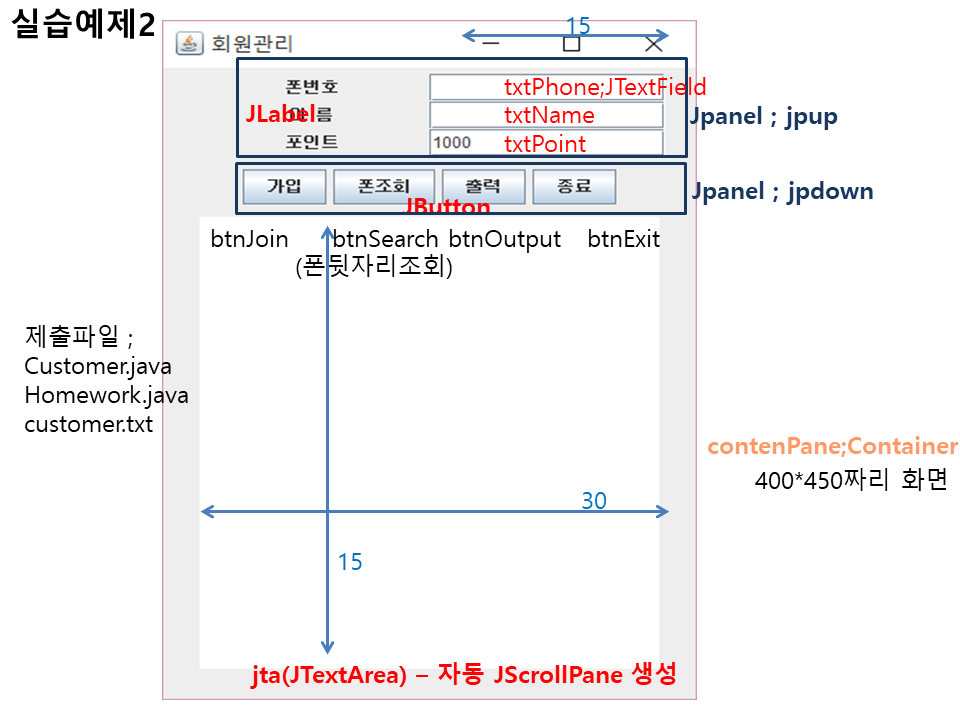 실습예제2
회원관리
15
폰번호 txtPhone;JTextField
JLabel 름 txtName
포인트 1000 txtPoint
Jpanel ; jpup
가입 폰조회 출력 종료
JButton
Jpanel ; jpdown
btnJoin btnSearch btnOutput btnExit
(폰뒷자리조회)
제출파일 ;
Customer.java
Homework.java
customer.txt
contenPane;Container
400*450짜리 화면
30
15
jta(JTextArea) – 자동 JScrollPane 생성